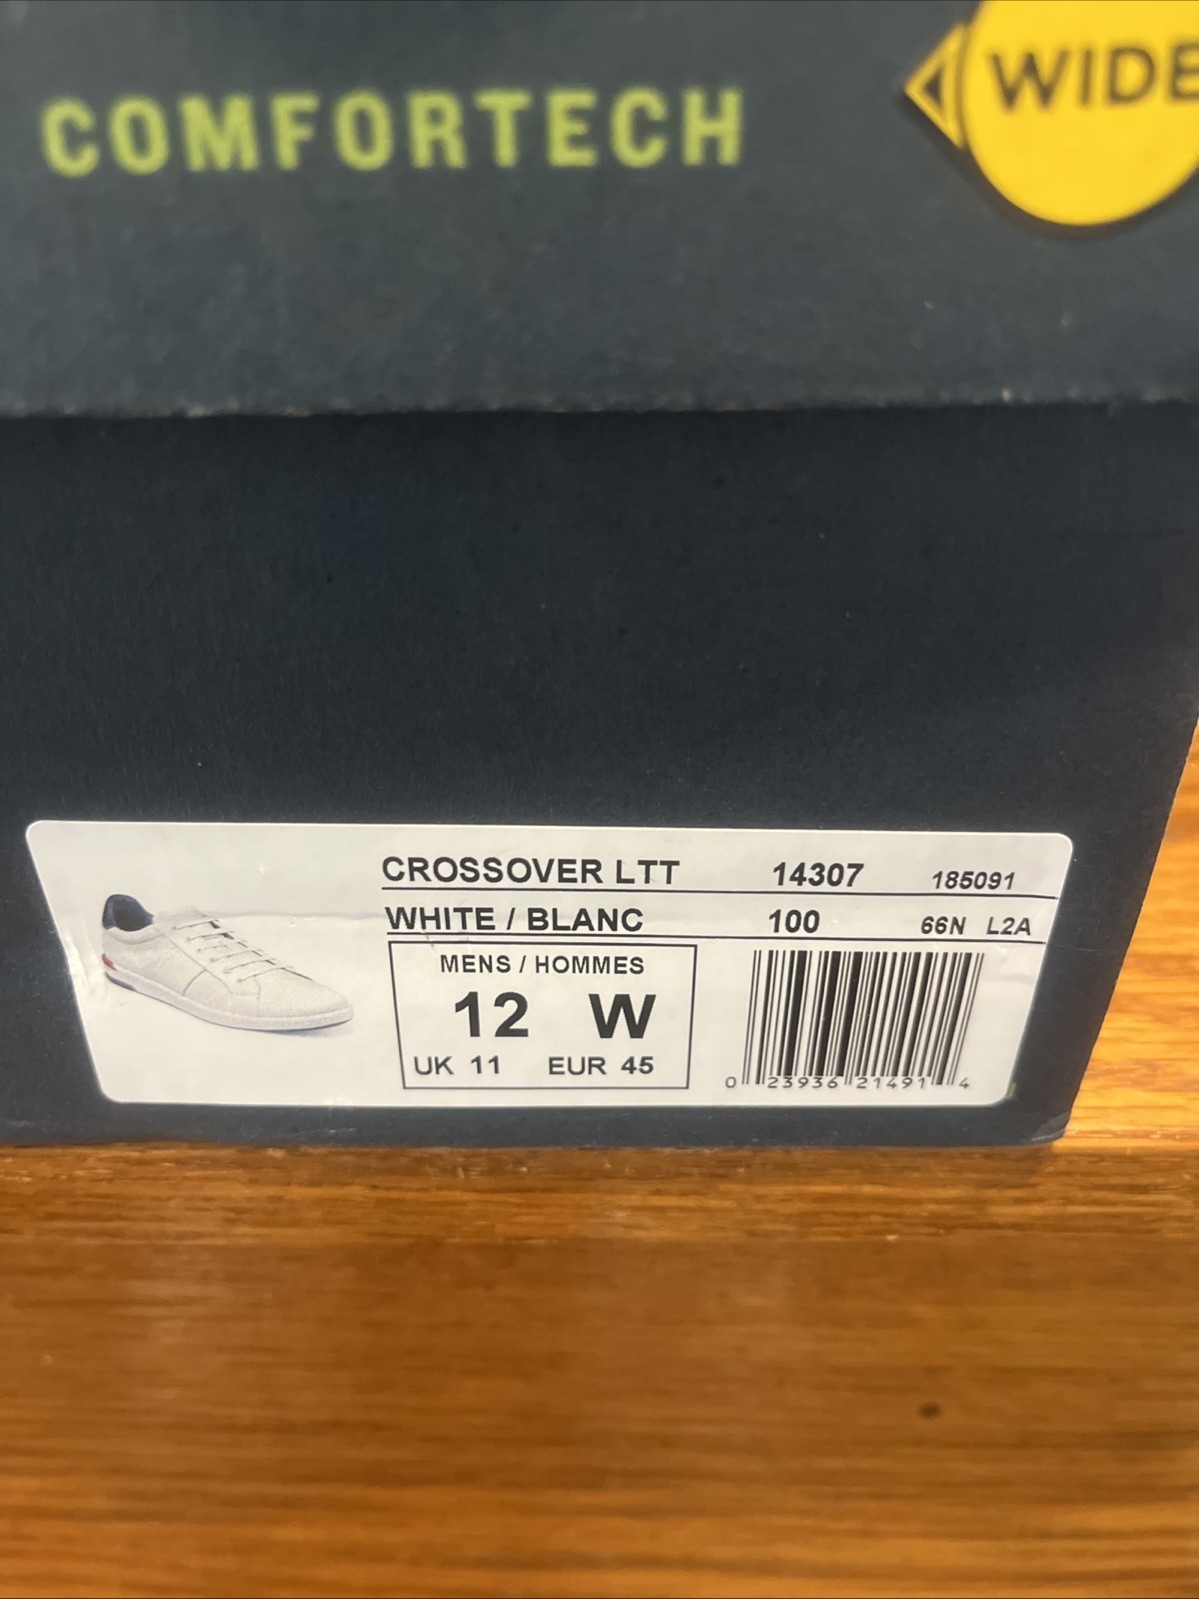 COMFORTECH
WIDE
CROSSOVER LTT 14307 185091
WHITE / BLANC 100 66N L2A
MENS / HOMMES
12 W
UK 11 EUR 45
0 23936 21491 4